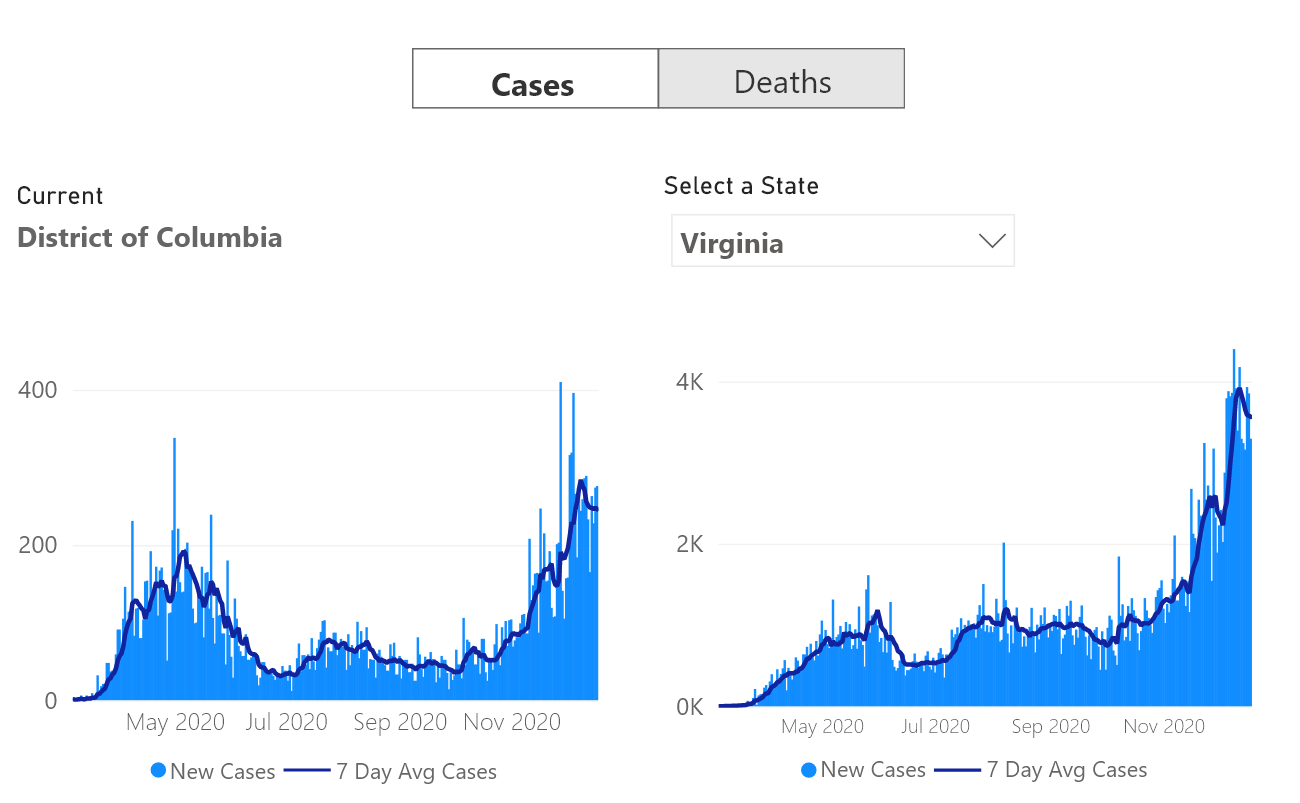 Cases Deaths
Current
District of Columbia
Select a State
Virginia
400
200
0
May 2020 Jul 2020 Sep 2020 Nov 2020
New Cases 7 Day Avg Cases
4K
2K
0K
May 2020 Jul 2020 Sep 2020 Nov 2020
New Cases 7 Day Avg Cases